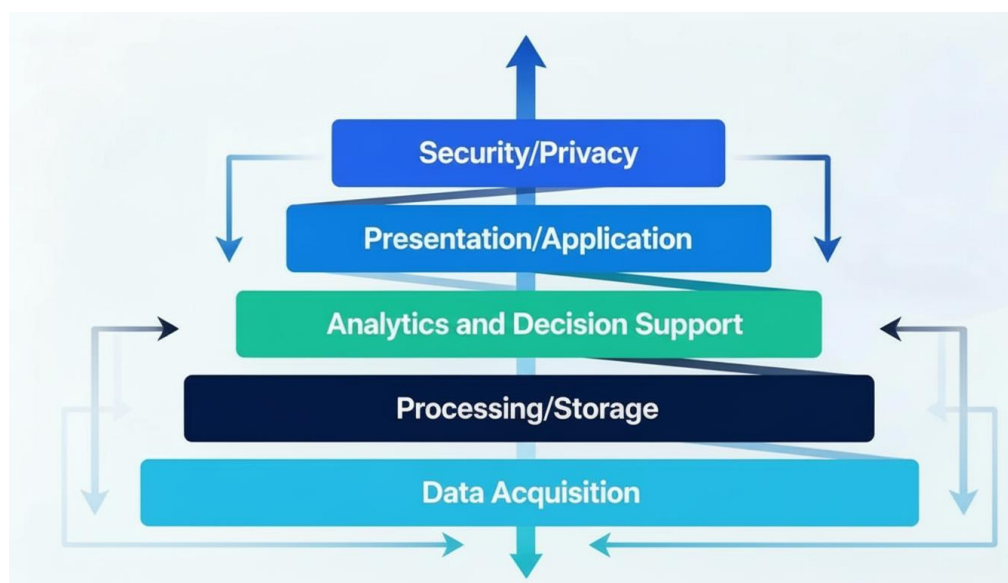 Security/Privacy
Presentation/Application
Analytics and Decision Support
Processing/Storage
Data Acquisition